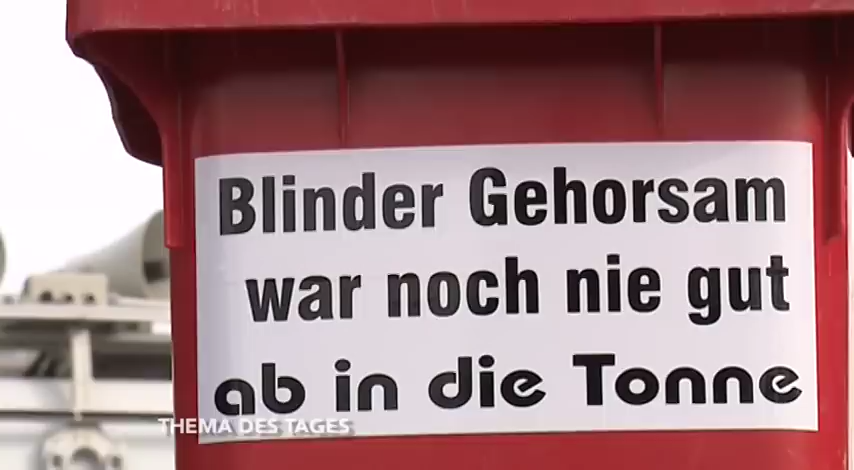 Blinder Gehorsam
war noch nie gut
ab in die Tonne
THEMA DES TAGES